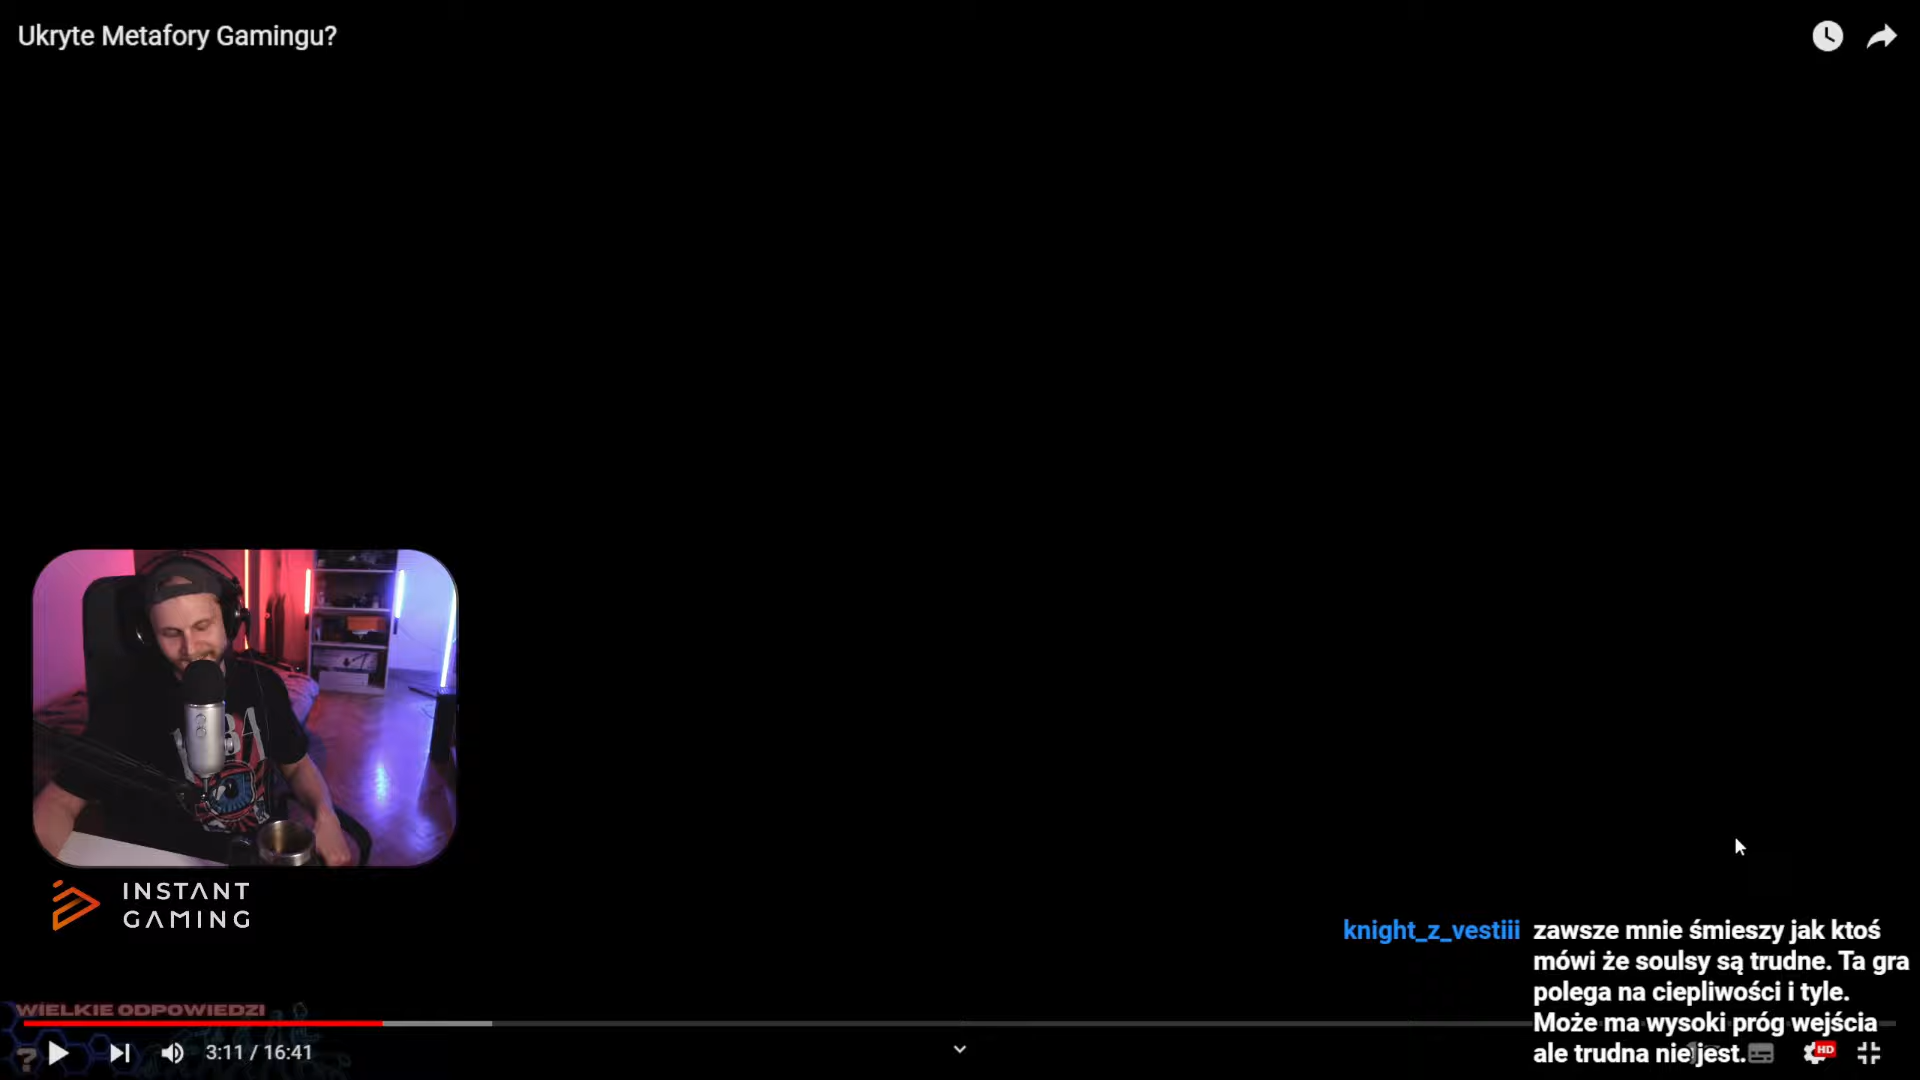 Ukryte Metafory Gamingu?
INSTANT
GAMING
knight_z_vestiii zawsze mnie śmieszy jak ktoś
mówi że soulsy są trudne. Ta gra
polega na ciepliwości i tyle.
Może ma wysoki próg wejścia
ale trudna nie jest.
WIELKIE ODPOWIEDZI
?
3:11 / 16:41
HD